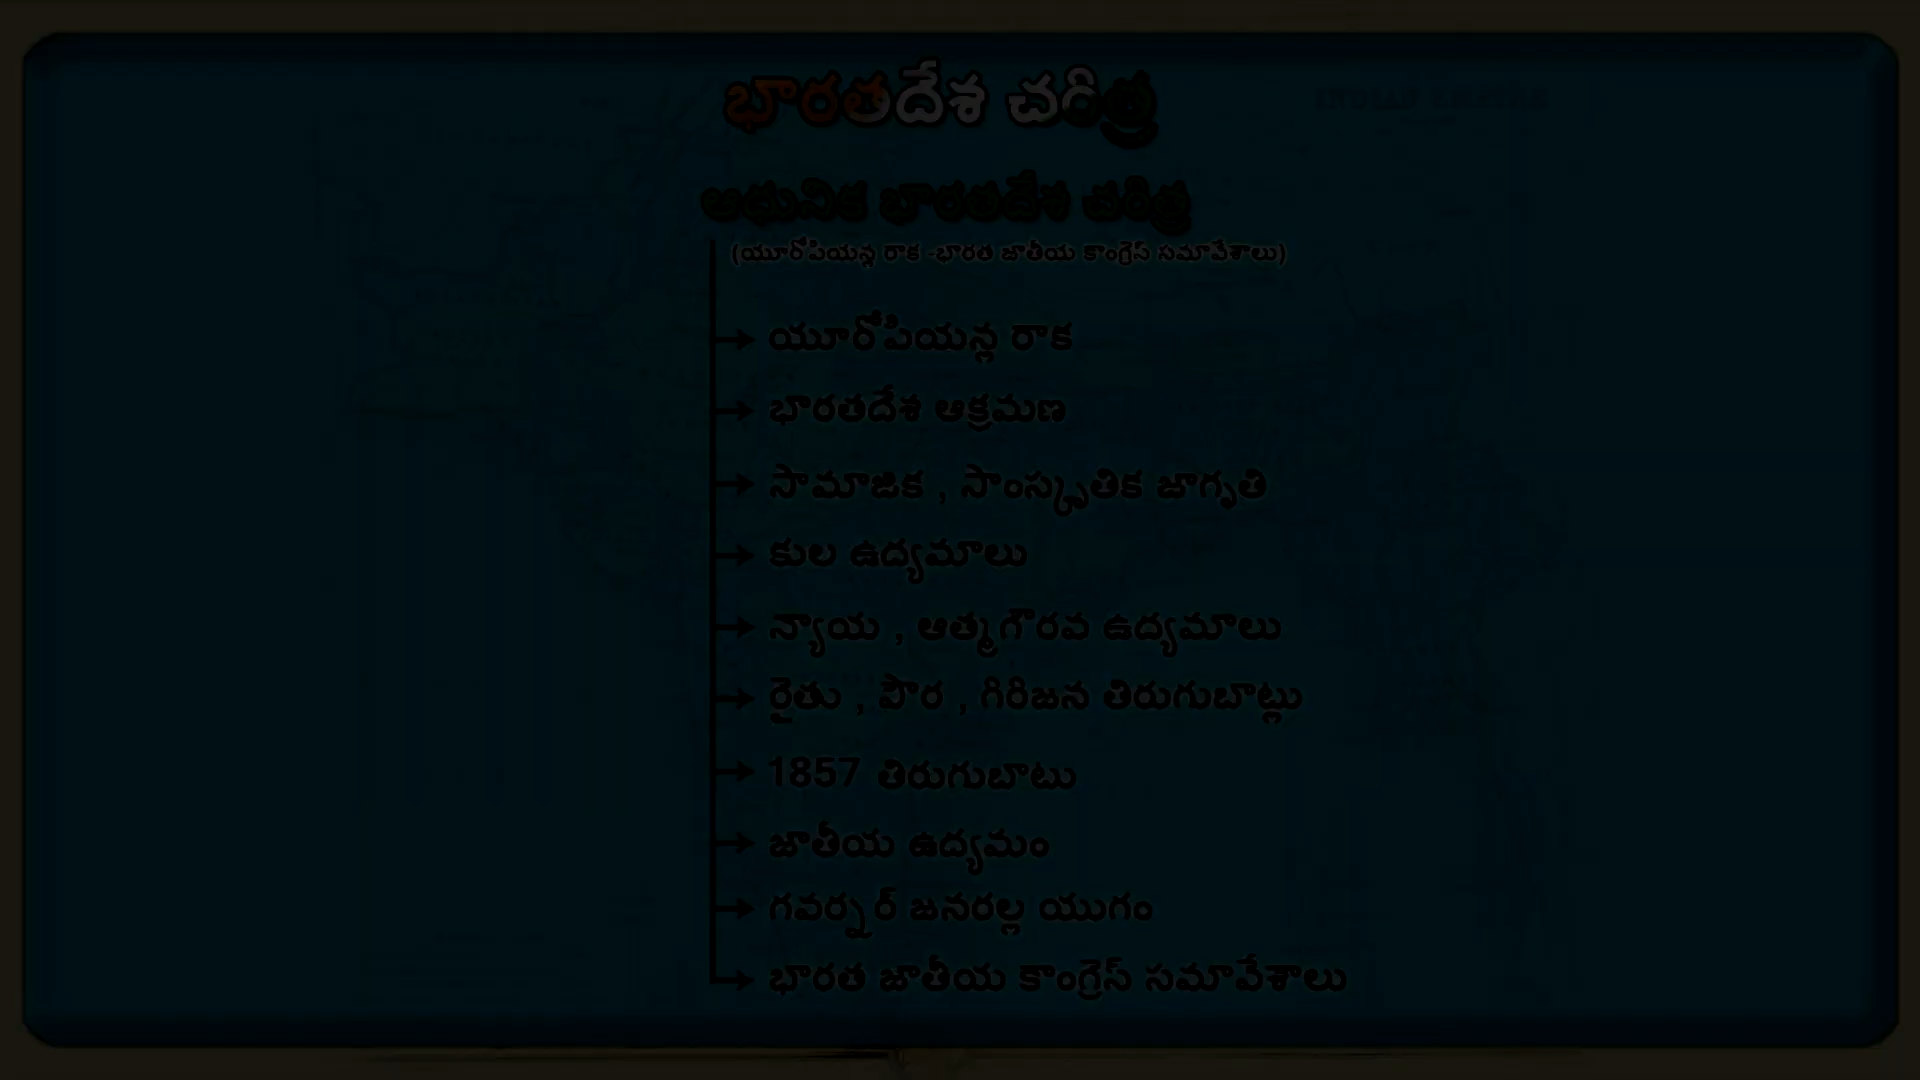 భారతదేశ చరిత్ర
ఆధునిక భారతదేశ చరిత్ర
(యూరోపియన్ల రాక -భారత జాతీయ కాంగ్రెస్ సమావేశాలు)
యూరోపియన్ల రాక
భారతదేశ ఆక్రమణ
సామాజిక , సాంస్కృతిక జాగృతి
కుల ఉద్యమాలు
న్యాయ , ఆత్మగౌరవ ఉద్యమాలు
రైతు , పౌర , గిరిజన తిరుగుబాట్లు
1857 తిరుగుబాటు
జాతీయ ఉద్యమం
గవర్నర్ జనరల్ల యుగం
భారత జాతీయ కాంగ్రెస్ సమావేశాలు